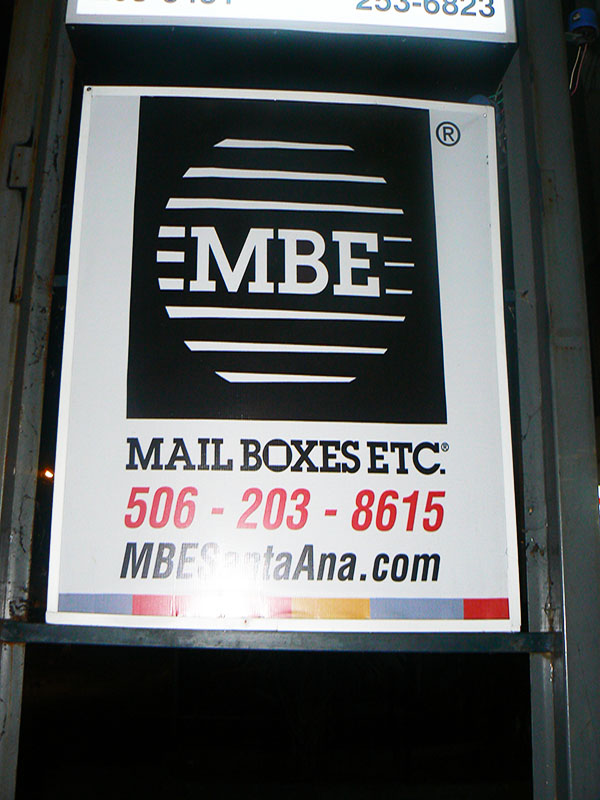 253-6823
®
MBE
MAIL BOXES ETC.®
506 - 203 - 8615
MBESantaAna.com